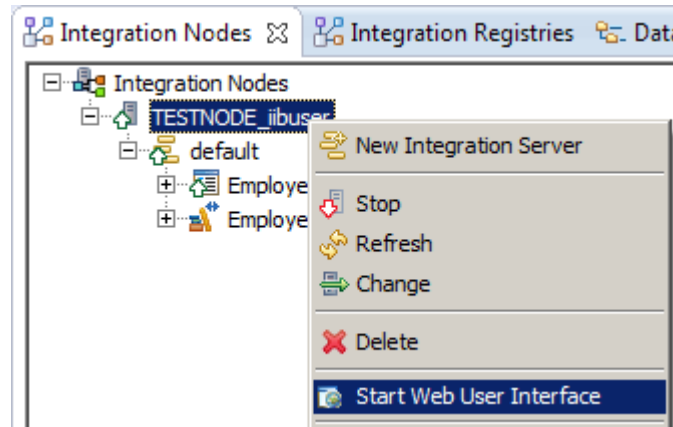 Integration Nodes Integration Registries Data
Integration Nodes
TESTNODE_iibuser
default
New Integration Server
Employe
Stop
Employe
Refresh
Change
Delete
Start Web User Interface